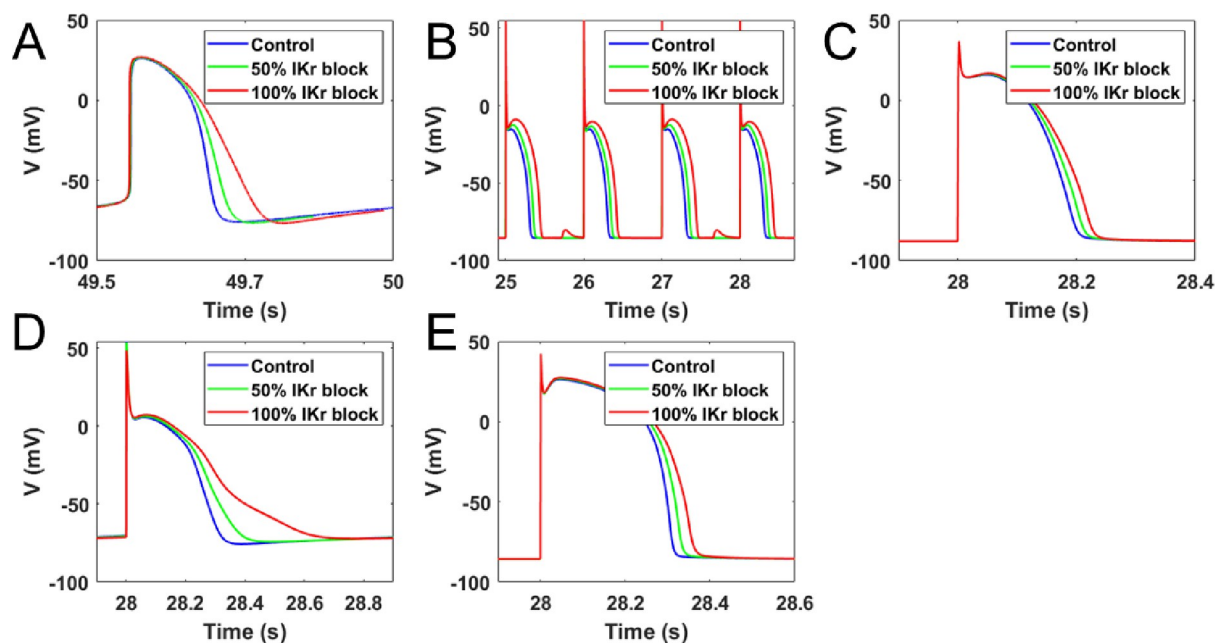 A
50
0
-50
-100
V (mV)
Control
50% IKr block
100% IKr block
49.5
49.7
50
Time (s)
B
50
0
-50
-100
V (mV)
Control
50% IKr block
100% IKr block
25
26
27
28
Time (s)
C
50
0
-50
-100
V (mV)
Control
50% IKr block
100% IKr block
28
28.2
28.4
Time (s)
D
50
0
-50
-100
V (mV)
Control
50% IKr block
100% IKr block
28
28.2
28.4
28.6
28.8
Time (s)
E
50
0
-50
-100
V (mV)
Control
50% IKr block
100% IKr block
28
28.2
28.4
28.6
Time (s)